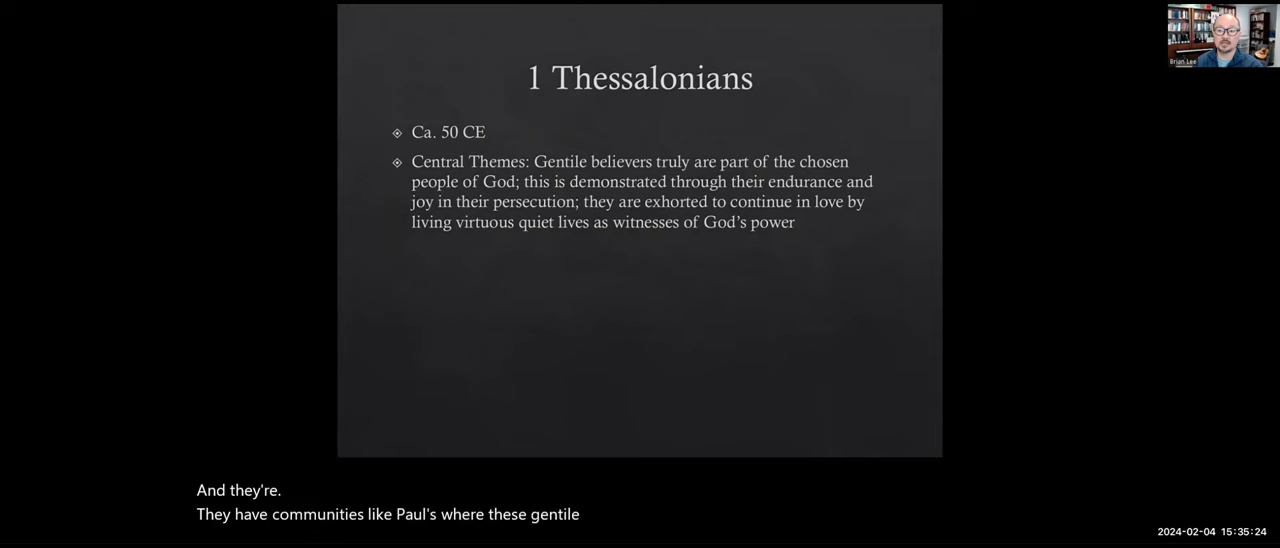 Brian Lee
1 Thessalonians
Ca. 50 CE
Central Themes: Gentile believers truly are part of the chosen
people of God; this is demonstrated through their endurance and
joy in their persecution; they are exhorted to continue in love by
living virtuous quiet lives as witnesses of God’s power
And they're.
They have communities like Paul's where these gentile
2024-02-04 15:35:24